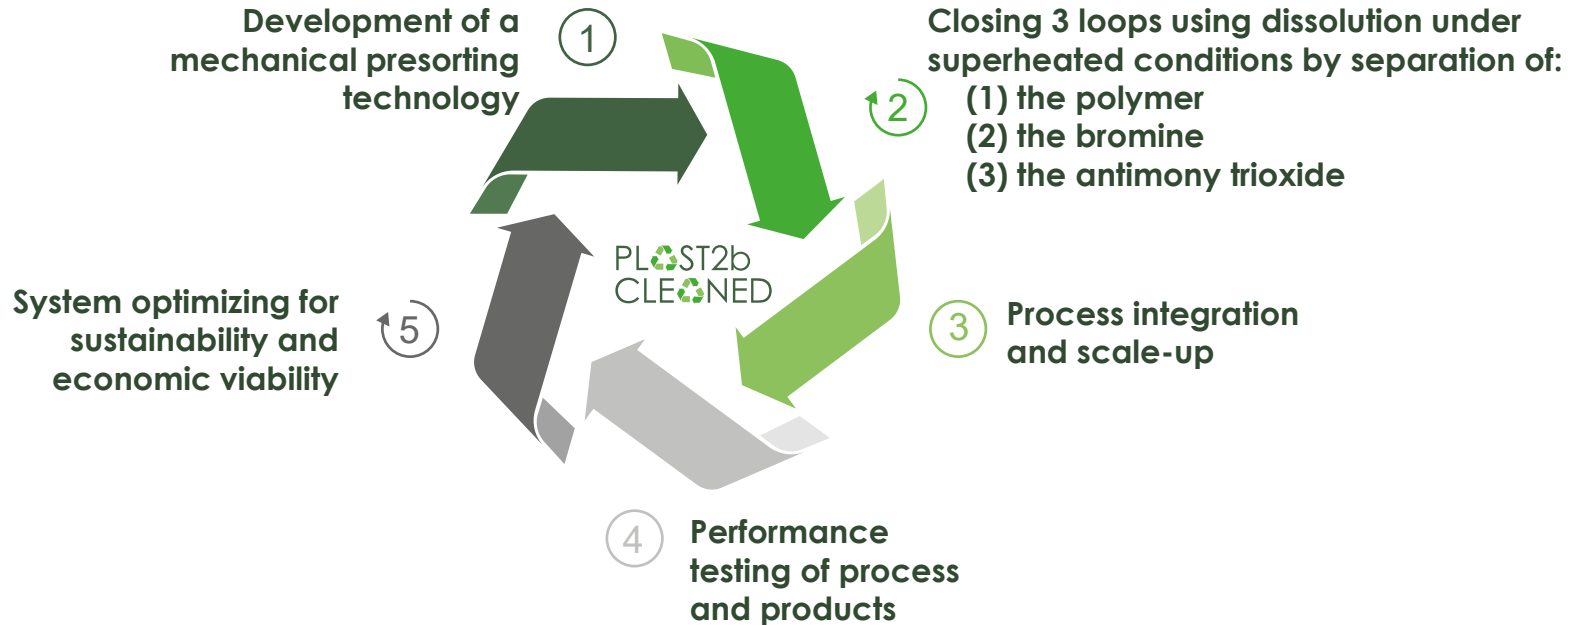 Development of a
mechanical presorting
technology
1
Closing 3 loops using dissolution under
superheated conditions by separation of:
(1) the polymer
(2) the bromine
(3) the antimony trioxide
2
PLAST2b
CLEANED
System optimizing for
sustainability and
economic viability
5
3
Process integration
and scale-up
4
Performance
testing of process
and products